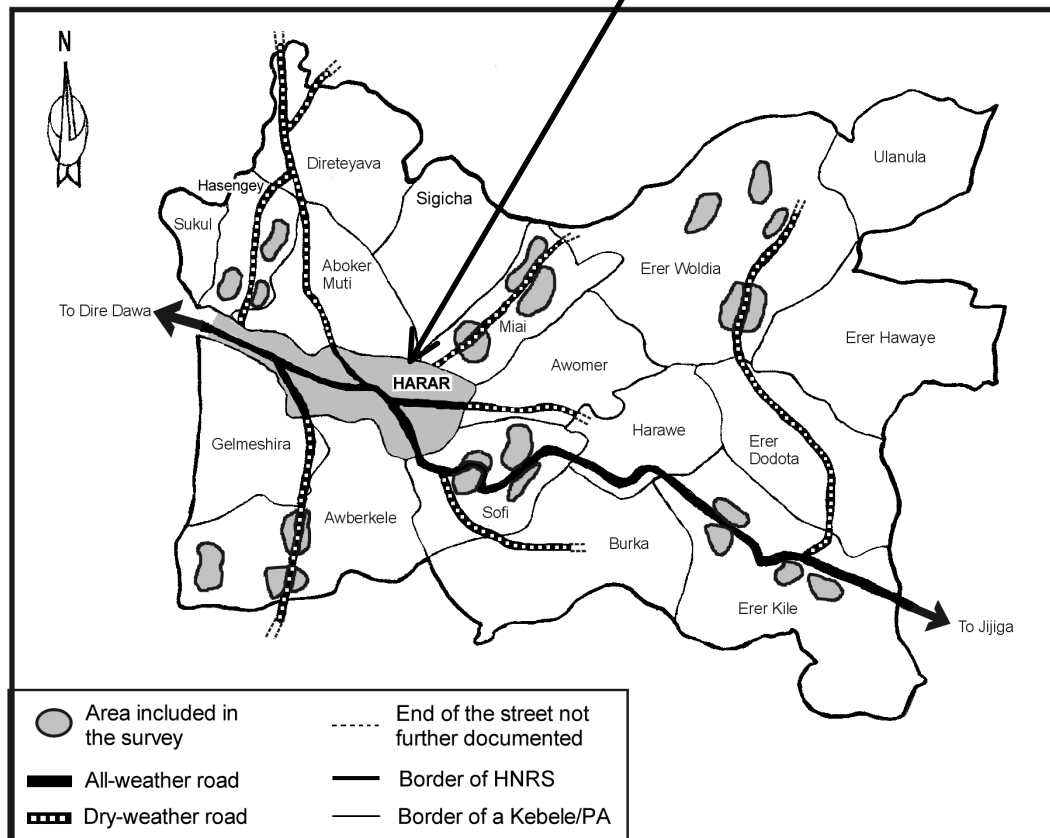 N
Ulanula
Direteyava
Hasengey
Sigicha
Sukul
Aboker
Muti
Erer Woldia
To Dire Dawa
Miai
Erer Hawaye
Awomer
HARAR
Harawe
Gelmeshira
Erer
Dodota
Awberkele
Sofi
Burka
Erer Kile
To Jijiga
Area included in
the survey
End of the street not
further documented
All-weather road
Border of HNRS
Dry-weather road
Border of a Kebele/PA